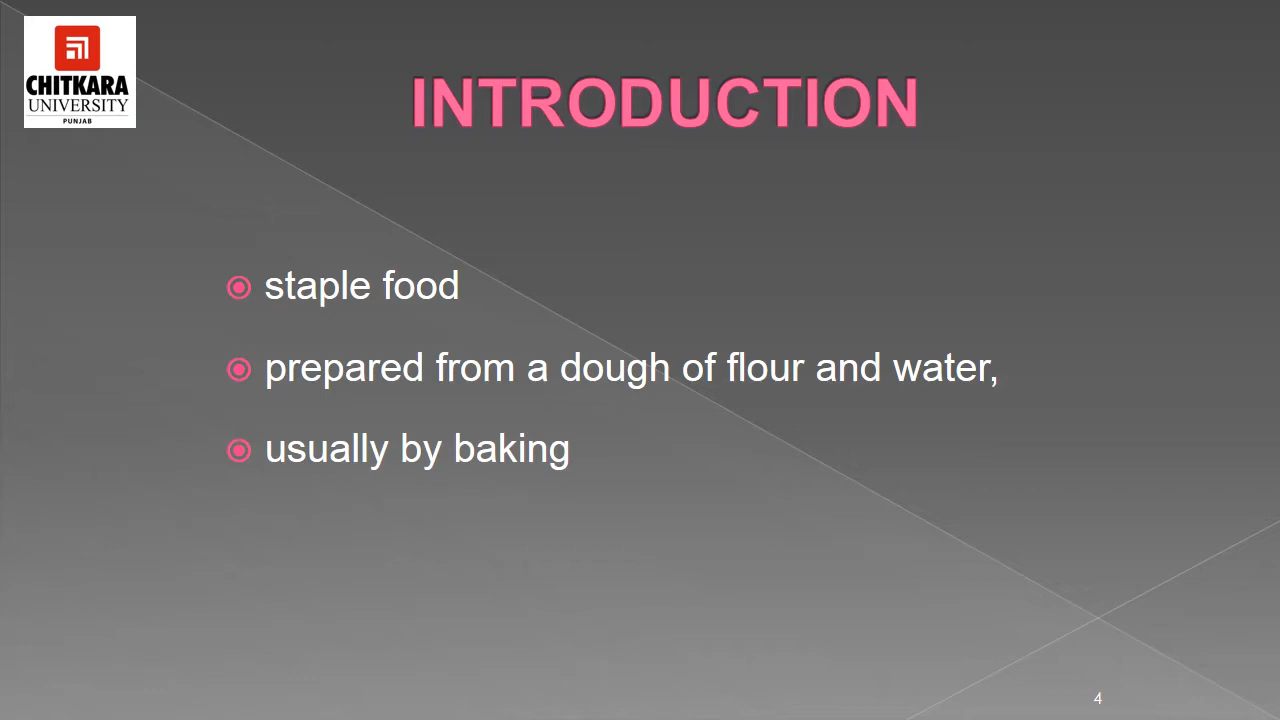 CHITKARA
UNIVERSITY
PUNJAB
INTRODUCTION
staple food
prepared from a dough of flour and water,
usually by baking
4